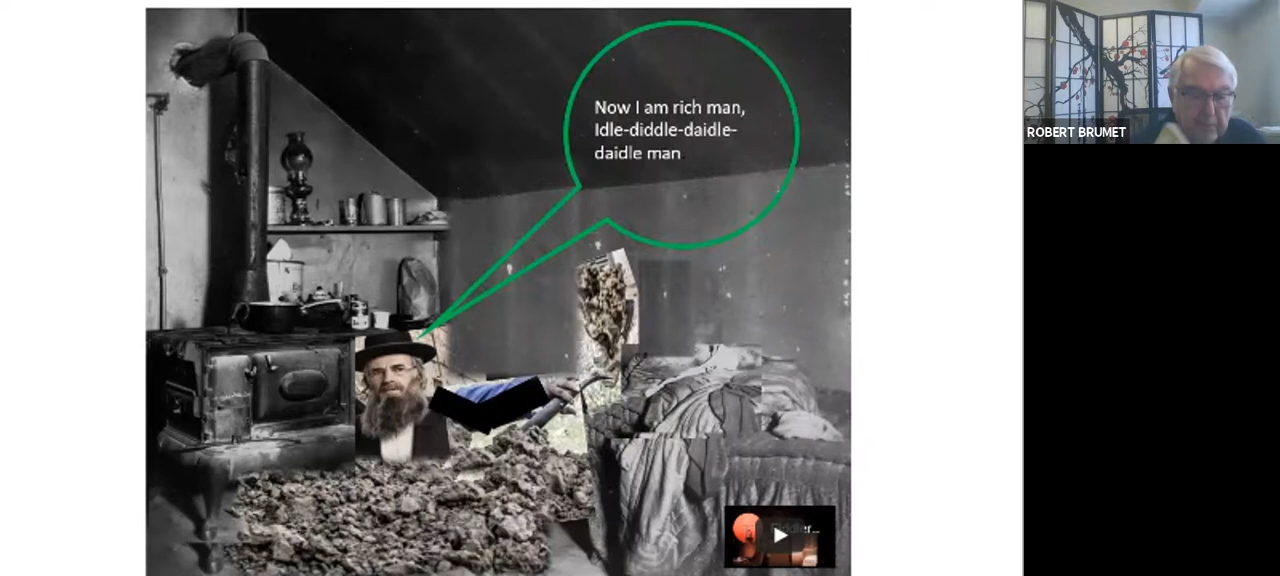 Now I am rich man,
Idle-diddle-daidle-
daidle man
ROBERT BRUMET